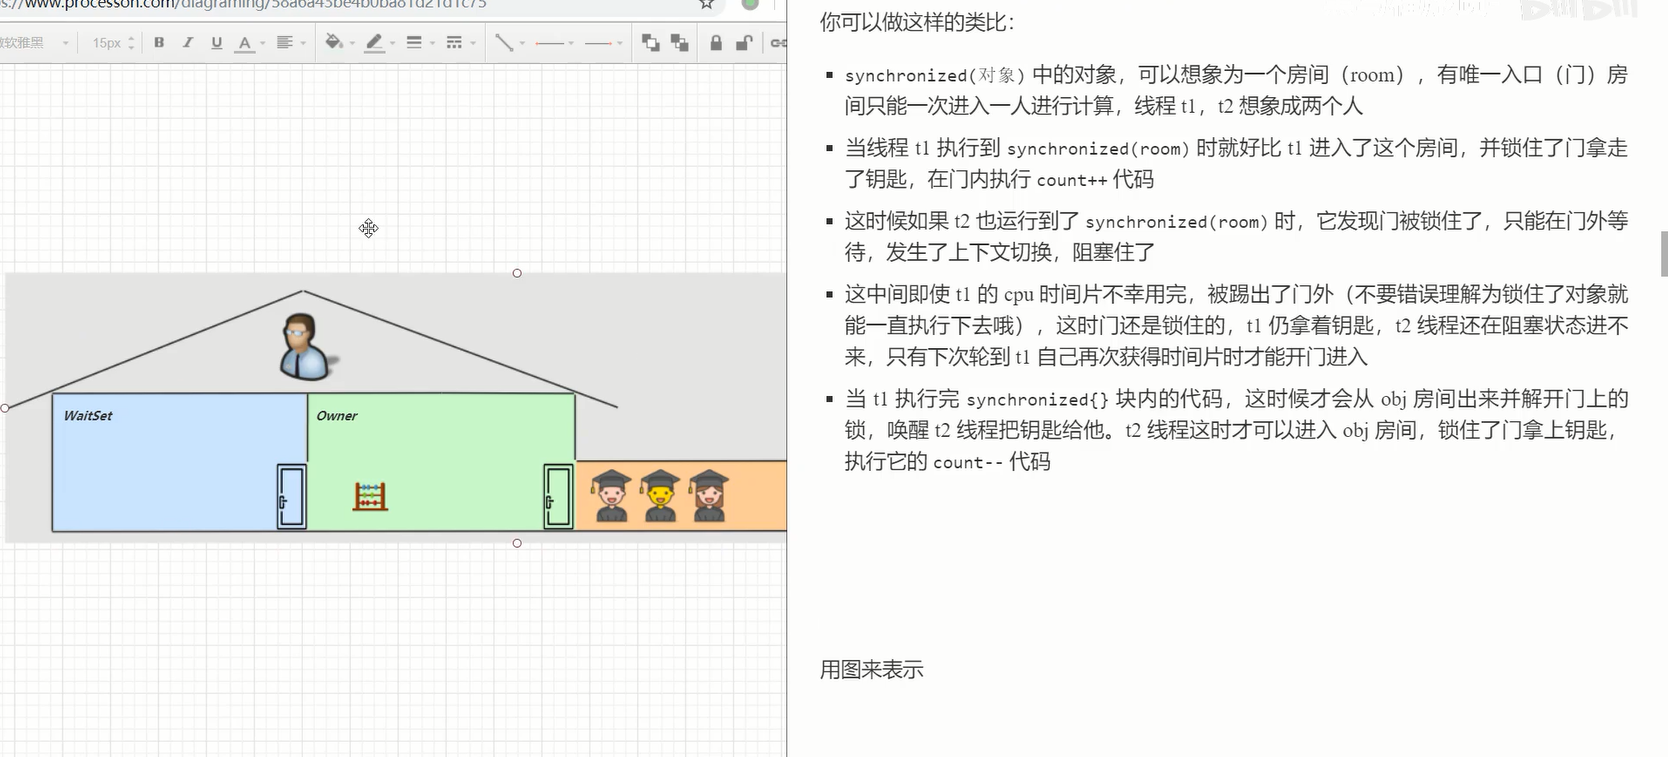 www.processon.com/diagraming/58a6a43be4b0ba81d21d1c75
软雅黑 15px B I U A
WaitSet
Owner
你可以做这样的类比：
synchronized(对象) 中的对象，可以想象为一个房间（room），有唯一入口（门）房
间只能一次进入一人进行计算，线程 t1，t2 想象成两个人
当线程 t1 执行到 synchronized(room) 时就好比 t1 进入了这个房间，并锁住了门拿走
了钥匙，在门内执行 count++ 代码
这时候如果 t2 也运行到了 synchronized(room) 时，它发现门被锁住了，只能在门外等
待，发生了上下文切换，阻塞住了
这中间即使 t1 的 cpu 时间片不幸用完，被踢出了门外（不要错误理解为锁住了对象就
能一直执行下去哦），这时门还是锁住的，t1 仍拿着钥匙，t2 线程还在阻塞状态进不
来，只有下次轮到 t1 自己再次获得时间片时才能开门进入
当 t1 执行完 synchronized{} 块内的代码，这时候才会从 obj 房间出来并解开门上的
锁，唤醒 t2 线程把钥匙给他。t2 线程这时才可以进入 obj 房间，锁住了门拿上钥匙，
执行它的 count-- 代码
用图来表示